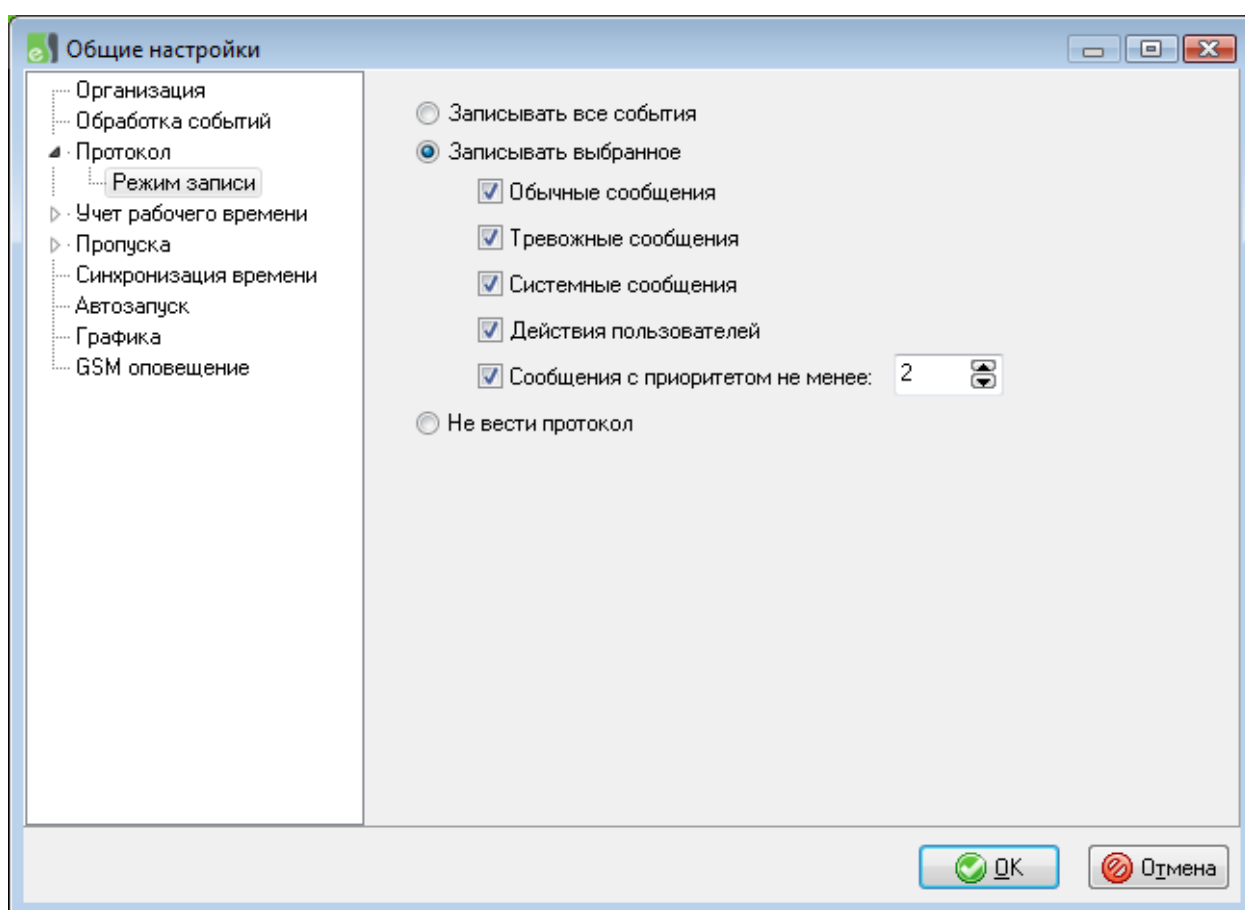 Общие настройки
Организация
Обработка событий
Протокол
Режим записи
Учет рабочего времени
Пропуска
Синхронизация времени
Автозапуск
Графика
GSM оповещение
Записывать все события
Записывать выбранное
Обычные сообщения
Тревожные сообщения
Системные сообщения
Действия пользователей
Сообщения с приоритетом не менее: 2
Не вести протокол
OK
Отмена